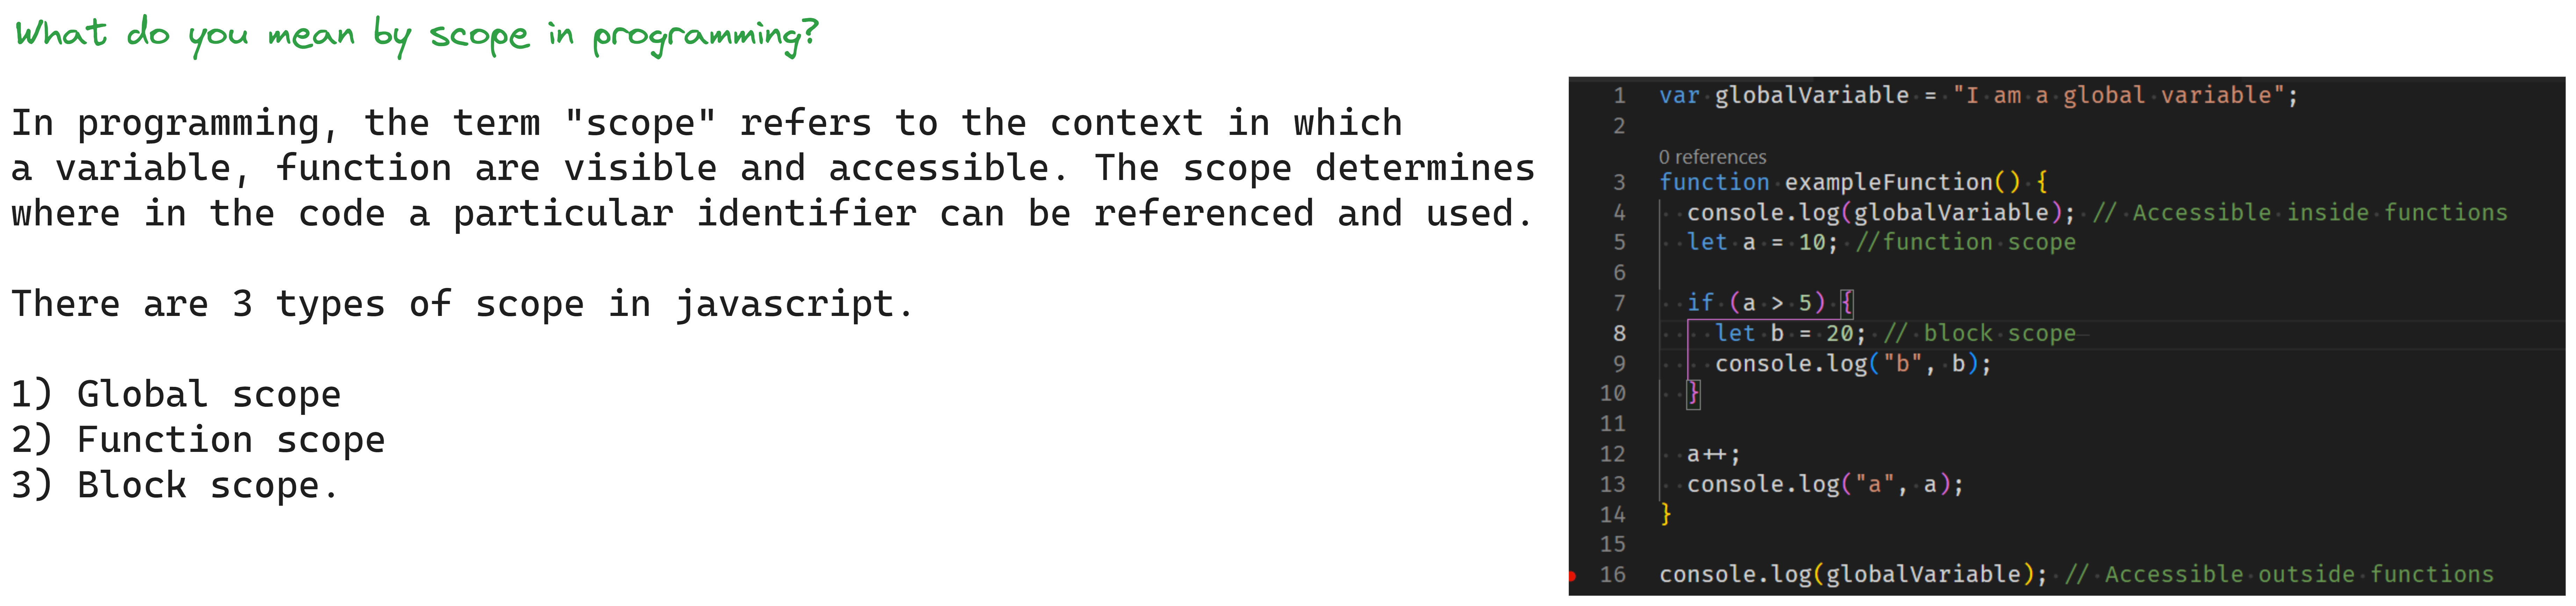 What do you mean by scope in programming?
In programming, the term "scope" refers to the context in which
a variable, function are visible and accessible. The scope determines
where in the code a particular identifier can be referenced and used.
There are 3 types of scope in javascript.
1) Global scope
2) Function scope
3) Block scope.
1 var globalVariable = "I am a global variable";
2
0 references
3 function exampleFunction() {
4 console.log(globalVariable); // Accessible inside functions
5 let a = 10; //function scope
6
7 if (a > 5) {
8 let b = 20; // block scope
9 console.log("b", b);
10 }
11
12 a++;
13 console.log("a", a);
14 }
15
16 console.log(globalVariable); // Accessible outside functions